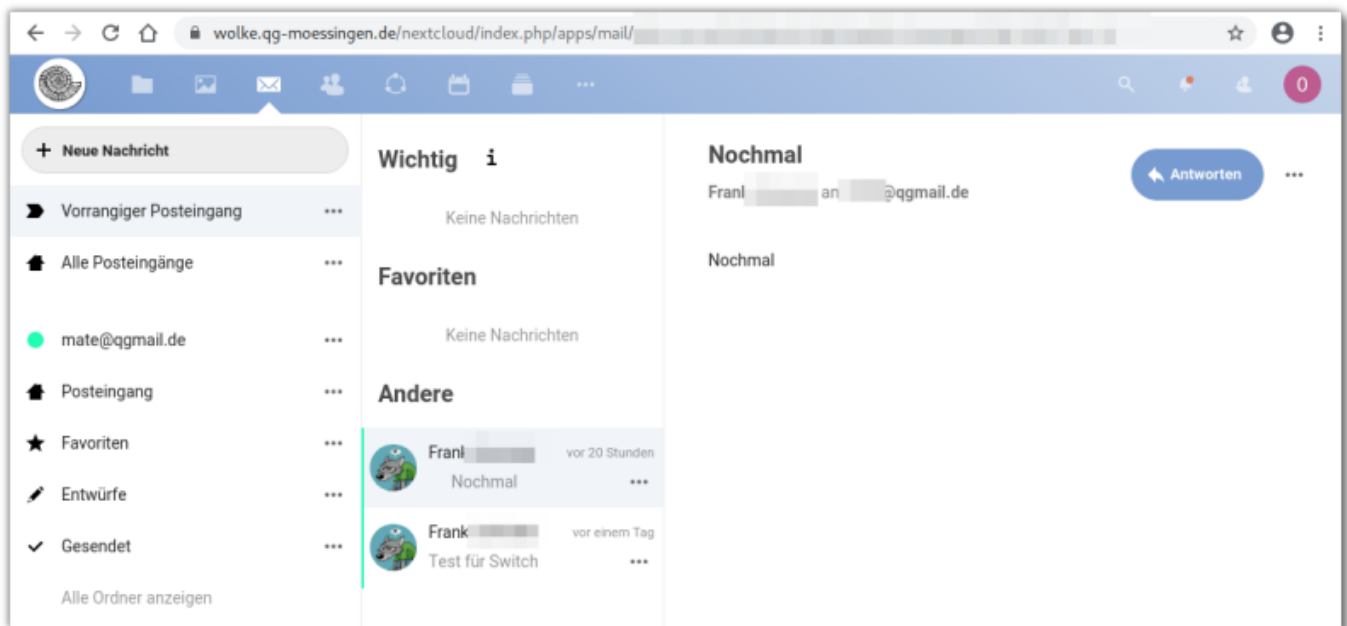 wolke.qg-moessingen.de/nextcloud/index.php/apps/mail/
0
Neue Nachricht
Vorrangiger Posteingang
Alle Posteingänge
mate@qgmail.de
Posteingang
Favoriten
Entwürfe
Gesendet
Alle Ordner anzeigen
Wichtig i
Keine Nachrichten
Favoriten
Keine Nachrichten
Andere
Frank vor 20 Stunden
Nochmal
Frank vor einem Tag
Test für Switch
Nochmal
Frank an @qgmail.de
Antworten
Nochmal